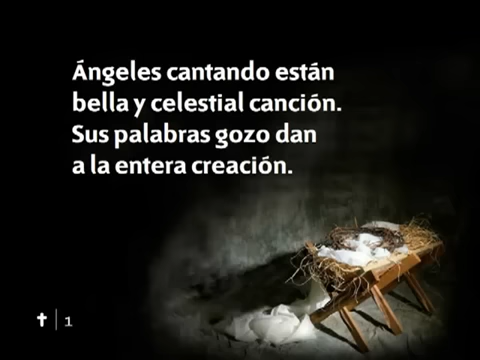 Ángeles cantando están
bella y celestial canción.
Sus palabras gozo dan
a la entera creación.
1